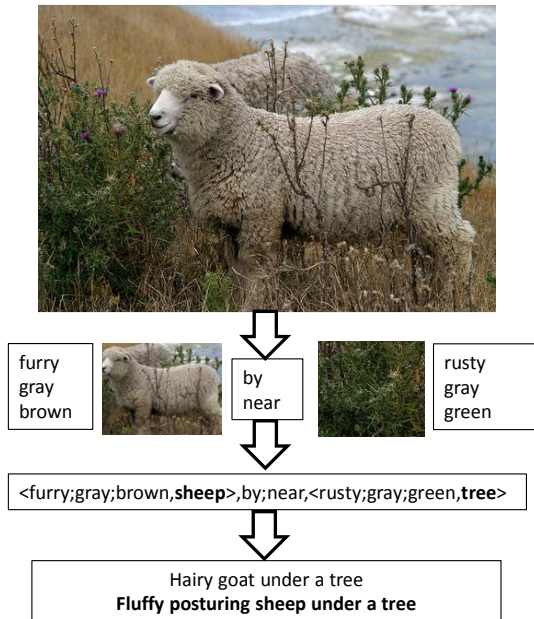 furry
gray
brown
by
near
rusty
gray
green
<furry;gray;brown,sheep>,by;near,<rusty;gray;green,tree>
Hairy goat under a tree
Fluffy posturing sheep under a tree